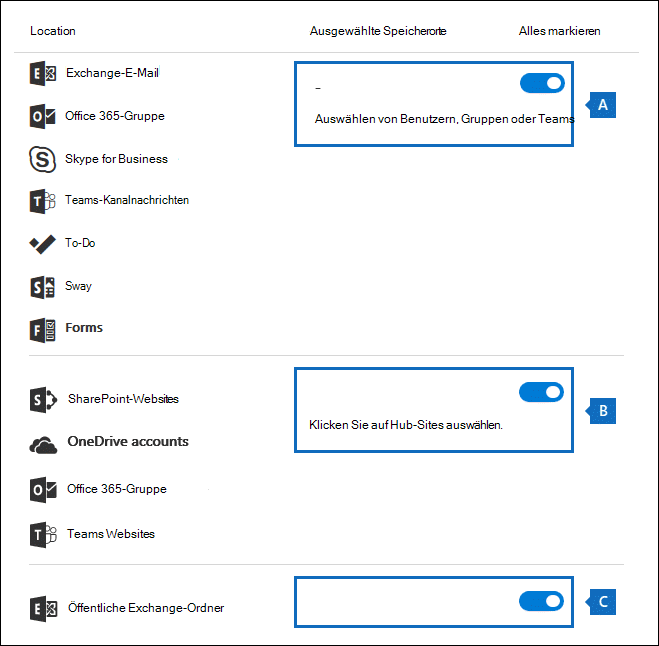 Location Ausgewählte Speicherorte Alles markieren
Exchange-E-Mail –
A
Office 365-Gruppe Auswählen von Benutzern, Gruppen oder Teams
Skype for Business
Teams-Kanalnachrichten
To-Do
Sway
Forms
SharePoint-Websites
B
Klicken Sie auf Hub-Sites auswählen.
OneDrive accounts
Office 365-Gruppe
Teams Websites
Öffentliche Exchange-Ordner C